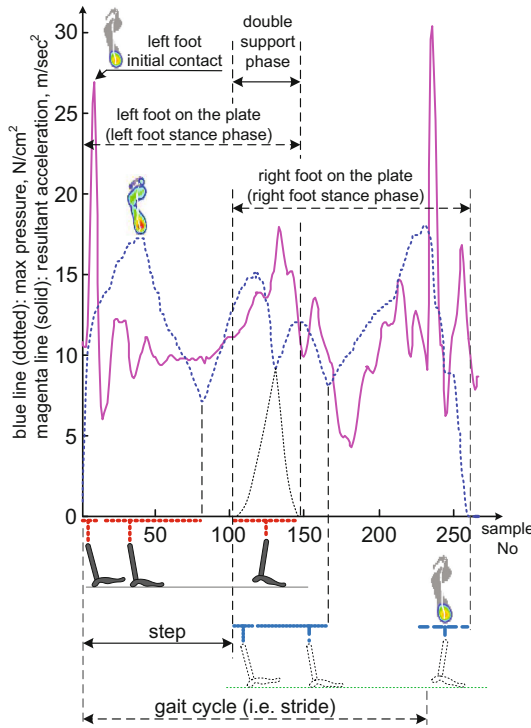 blue line (dotted): max pressure, N/cm²
magenta line (solid): resultant acceleration, m/sec²
left foot
initial contact
double
support
phase
left foot on the plate
(left foot stance phase)
right foot on the plate
(right foot stance phase)
30
25
20
15
10
5
0
50
100
150
200
250
sample
No
step
gait cycle (i.e. stride)